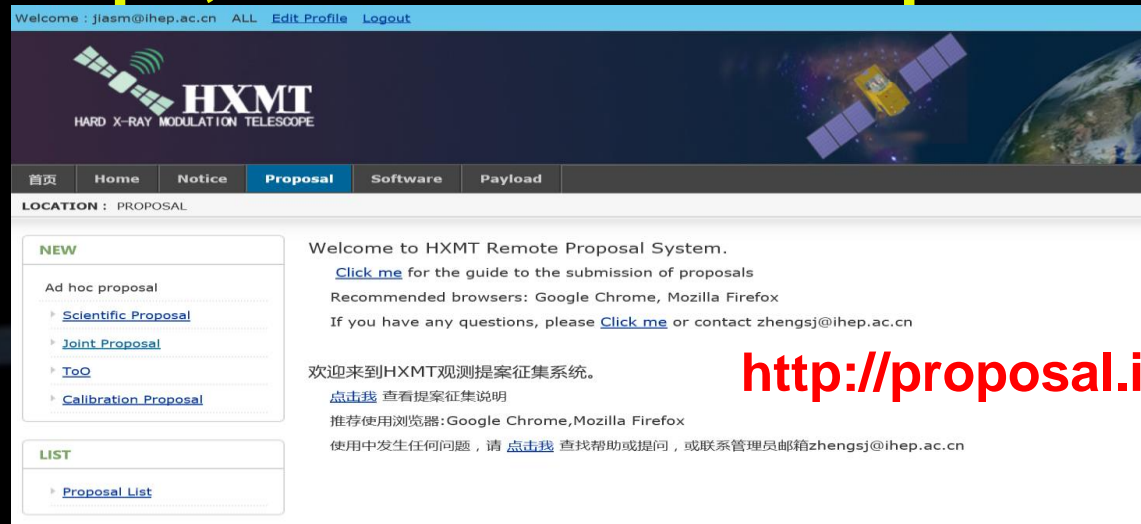 Welcome : jiasm@ihep.ac.cn ALL Edit Profile Logout
HXMT
HARD X-RAY MODULATION TELESCOPE
首页 Home Notice Proposal Software Payload
LOCATION : PROPOSAL
NEW
Ad hoc proposal
Scientific Proposal
Joint Proposal
ToO
Calibration Proposal
LIST
Proposal List
Welcome to HXMT Remote Proposal System.
Click me for the guide to the submission of proposals
Recommended browsers: Google Chrome, Mozilla Firefox
If you have any questions, please Click me or contact zhengsj@ihep.ac.cn
http://proposal.i
欢迎来到HXMT观测提案征集系统。
点击我 查看提案征集说明
推荐使用浏览器:Google Chrome,Mozilla Firefox
使用中发生任何问题，请 点击我 查找帮助或提问，或联系管理员邮箱zhengsj@ihep.ac.cn